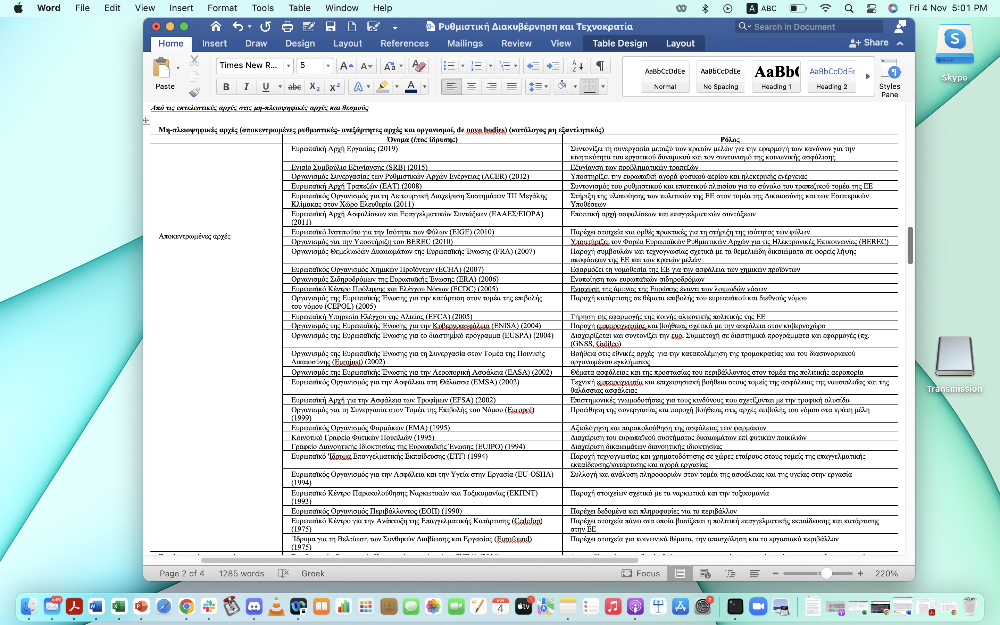 Word File Edit View Insert Format Tools Table Window Help A ABC Fri 4 Nov 5:01 PM
Ρυθμιστική Διακυβέρνηση και Τεχνοκρατία
Search in Document
Home Insert Draw Design Layout References Mailings Review View Table Design Layout Share
Paste
Times New R... 5
AaBbCcDdEe Normal
AaBbCcDdEe No Spacing
AaBb( Heading 1
AaBbCcDdEe Heading 2
Styles Pane
Skype
Από τις εκτελεστικές αρχές στις μη-πλειοψηφικές αρχές και θεσμούς
Μη-πλειοψηφικές αρχές (αποκεντρωμένες ρυθμιστικές- ανεξάρτητες αρχές και οργανισμοί, de novo bodies) (κατάλογος μη εξαντλητικός)
Όνομα (έτος ίδρυσης) Ρόλος
Αποκεντρωμένες αρχές
Ευρωπαϊκή Αρχή Εργασίας (2019)
Συντονίζει τη συνεργασία μεταξύ των κρατών μελών για την εφαρμογή των κανόνων για την
κινητικότητα του εργατικού δυναμικού και τον συντονισμό της κοινωνικής ασφάλισης
Ενιαίο Συμβούλιο Εξυγίανσης (SRB) (2015)
Εξυγίανση των προβληματικών τραπεζών
Οργανισμός Συνεργασίας των Ρυθμιστικών Αρχών Ενέργειας (ACER) (2012)
Υποστηρίζει την ευρωπαϊκή αγορά φυσικού αερίου και ηλεκτρικής ενέργειας
Ευρωπαϊκή Αρχή Τραπεζών (ΕΑΤ) (2008)
Συντονισμός του ρυθμιστικού και εποπτικού πλαισίου για το σύνολο του τραπεζικού τομέα της ΕΕ
Ευρωπαϊκός Οργανισμός για τη Λειτουργική Διαχείριση Συστημάτων ΤΠ Μεγάλης
Κλίμακας στον Χώρο Ελευθερία (2011)
Στήριξη της υλοποίησης των πολιτικών της ΕΕ στον τομέα της Δικαιοσύνης και των Εσωτερικών
Υποθέσεων
Ευρωπαϊκή Αρχή Ασφαλίσεων και Επαγγελματικών Συντάξεων (ΕΑΑΕΣ/EIOPA)
(2011)
Εποπτική αρχή ασφαλίσεων και επαγγελματικών συντάξεων
Ευρωπαϊκό Ινστιτούτο για την Ισότητα των Φύλων (EIGE) (2010)
Παρέχει στοιχεία και ορθές πρακτικές για τη στήριξη της ισότητας των φύλων
Οργανισμός για την Υποστήριξη του BEREC (2010)
Υποστήριζει τον Φορέα Ευρωπαϊκών Ρυθμιστικών Αρχών για τις Ηλεκτρονικές Επικοινωνίες (BEREC)
Οργανισμός Θεμελιωδών Δικαιωμάτων της Ευρωπαϊκής Ένωσης (FRA) (2007)
Παροχή συμβουλών και τεχνογνωσίας σχετικά με τα θεμελιώδη δικαιώματα σε φορείς λήψης
αποφάσεων της ΕΕ και των κρατών μελών
Ευρωπαϊκός Οργανισμός Χημικών Προϊόντων (ECHA) (2007)
Εφαρμόζει τη νομοθεσία της ΕΕ για την ασφάλεια των χημικών προϊόντων
Οργανισμός Σιδηροδρόμων της Ευρωπαϊκής Ένωσης (ERA) (2006)
Ενοποίηση των ευρωπαϊκών σιδηροδρόμων
Ευρωπαϊκό Κέντρο Πρόληψης και Ελέγχου Νόσων (ECDC) (2005)
Ενισχυση της άμυνας της Ευρώπης έναντι των λοιμωδών νόσων
Οργανισμός της Ευρωπαϊκής Ένωσης για την κατάρτιση στον τομέα της επιβολής
του νόμου (CEPOL) (2005)
Παροχή κατάρτισης σε θέματα επιβολής του ευρωπαϊκού και διεθνούς νόμου
Ευρωπαϊκή Υπηρεσία Ελέγχου της Αλιείας (EFCA) (2005)
Τήρηση της εφαρμογής της κοινής αλιευτικής πολιτικής της ΕΕ
Οργανισμός της Ευρωπαϊκής Ένωσης για την Κυβερνοασφάλεια (ENISA) (2004)
Παροχή εμπειρογνωσίας και βοήθειας σχετικά με την ασφάλεια στον κυβερνοχώρο
Οργανισμός της Ευρωπαϊκής Ένωσης για το διαστημικό πρόγραμμα (EUSPA) (2004)
Διαχειρίζεται και συντονίζει την ευρ. Συμμετοχή σε διαστημικά προγράμματα και εφαρμογές (πχ.
(GNSS, Galileo)
Οργανισμός της Ευρωπαϊκής Ένωσης για τη Συνεργασία στον Τομέα της Ποινικής
Δικαιοσύνης (Eurojust) (2002)
Βοήθεια στις εθνικές αρχές για την καταπολέμηση της τρομοκρατίας και του διασυνοριακού
οργανωμένου εγκλήματος
Οργανισμός της Ευρωπαϊκής Ένωσης για την Αεροπορική Ασφάλεια (EASA) (2002)
Θέματα ασφάλειας και της προστασίας του περιβάλλοντος στον τομέα της πολιτικής αεροπορία
Ευρωπαϊκός Οργανισμός για την Ασφάλεια στη Θάλασσα (EMSA) (2002)
Τεχνική εμπειρογνωσία και επιχειρησιακή βοήθεια στους τομείς της ασφάλειας της ναυσιπλοΐας και της
θαλάσσιας ασφάλειας
Ευρωπαϊκή Αρχή για την Ασφάλεια των Τροφίμων (EFSA) (2002)
Επιστημονικές γνωμοδοτήσεις για τους κινδύνους που σχετίζονται με την τροφική αλυσίδα
Οργανισμός για τη Συνεργασία στον Τομέα της Επιβολής του Νόμου (Europol)
(1999)
Προώθηση της συνεργασίας και παροχή βοήθειας στις αρχές επιβολής του νόμου στα κράτη μέλη
Ευρωπαϊκός Οργανισμός Φαρμάκων (EMA) (1995)
Αξιολόγηση και παρακολούθηση της ασφάλειας των φαρμάκων
Κοινοτικό Γραφείο Φυτικών Ποικιλιών (1995)
Διαχείριση του ευρωπαϊκού συστήματος δικαιωμάτων επί φυτικών ποικιλιών
Γραφείο Διανοητικής Ιδιοκτησίας της Ευρωπαϊκής Ένωσης (EUIPO) (1994)
Διαχείριση δικαιωμάτων διανοητικής ιδιοκτησίας
Ευρωπαϊκό 'Ιδρυμα Επαγγελματικής Εκπαίδευσης (ETF) (1994)
Παροχή τεχνογνωσίας και χρηματοδότησης σε χώρες εταίρους στους τομείς της επαγγελματικής
εκπαίδευσης/κατάρτισης και αγορά εργασίας
Ευρωπαϊκός Οργανισμός για την Ασφάλεια και την Υγεία στην Εργασία (EU-OSHA)
(1994)
Συλλογή και ανάλυση πληροφοριών στον τομέα της ασφάλειας και της υγείας στην εργασία
Ευρωπαϊκό Κέντρο Παρακολούθησης Ναρκωτικών και Τοξικομανίας (ΕΚΠΝΤ)
(1993)
Παροχή στοιχείων σχετικά με τα ναρκωτικά και την τοξικομανία
Ευρωπαϊκός Οργανισμός Περιβάλλοντος (ΕΟΠ) (1990)
Παρέχει δεδομένα και πληροφορίες για το περιβάλλον
Ευρωπαϊκό Κέντρο για την Ανάπτυξη της Επαγγελματικής Κατάρτισης (Cedefop)
(1975)
Παρέχει στοιχεία πάνω στα οποία βασίζεται η πολιτική επαγγελματικής εκπαίδευσης και κατάρτισης
στην ΕΕ
Ίδρυμα για τη Βελτίωση των Συνθηκών Διαβίωσης και Εργασίας (Eurofound)
(1975)
Παρέχει στοιχεία για κοινωνικά θέματα, την απασχόληση και το εργασιακό περιβάλλον
Transmission
Page 2 of 4 1285 words Greek Focus 220%
4.461 NOV 4 tv 1 2